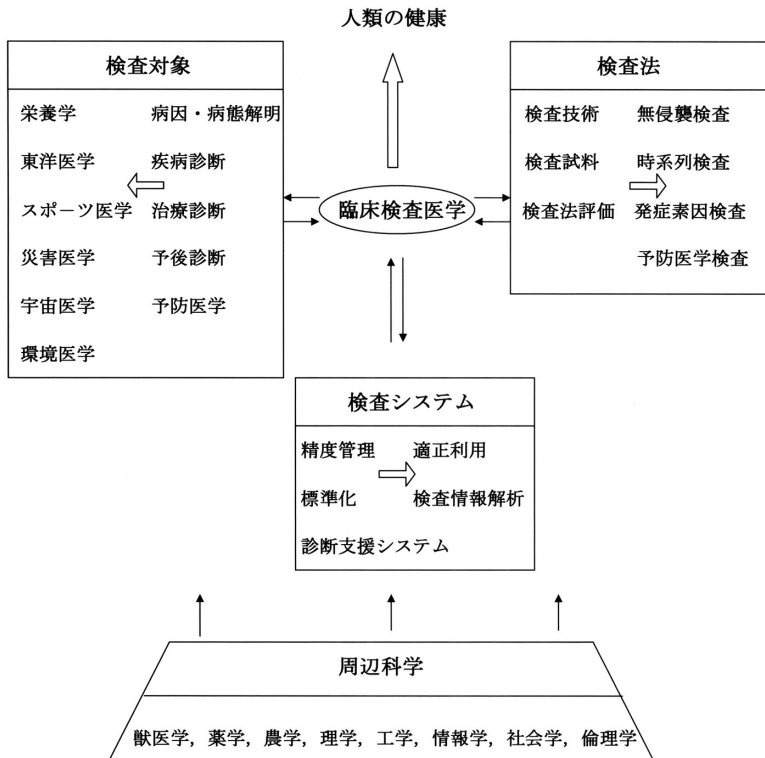 人類の健康
検査対象
栄養学 病因・病態解明
東洋医学 疾病診断
スポーツ医学 治療診断
災害医学 予後診断
宇宙医学 予防医学
環境医学
臨床検査医学
検査法
検査技術 無侵襲検査
検査試料 時系列検査
検査法評価 発症素因検査
予防医学検査
検査システム
精度管理 適正利用
標準化 検査情報解析
診断支援システム
周辺科学
獣医学，薬学，農学，理学，工学，情報学，社会学，倫理学